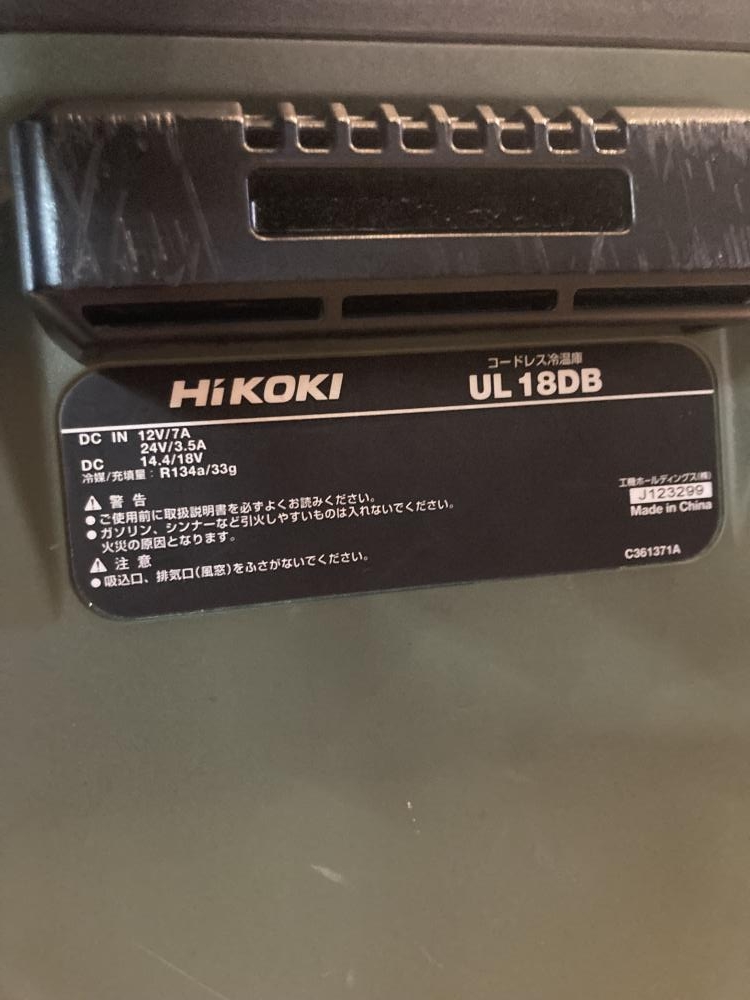 HiKOKI
コードレス冷温庫
UL 18DB
DC IN 12V/7A
24V/3.5A
DC 14.4/18V
冷媒/充填量：R134a/33g
警告
●ご使用前に取扱説明書を必ずよくお読みください。
●ガソリン、シンナーなど引火しやすいものは入れないでください。
火災の原因となります。
注意
●吸込口、排気口(風窓)をふさがないでください。
工機ホールディングス(株)
J123299
Made in China
C361371A